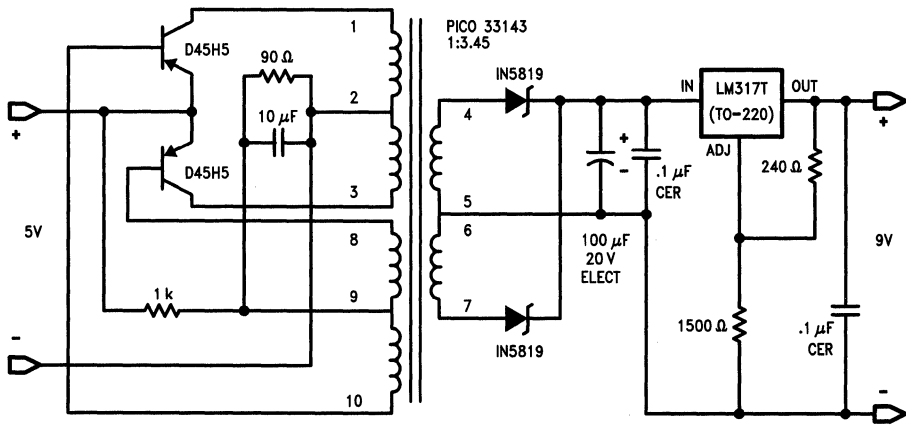 PICO 33143
1:3.45
1
D45H5
90 Ω
IN5819
IN
LM317T
(TO-220)
OUT
2
10 μF
4
+
+
+
ADJ
D45H5
-
.1 μF
CER
240 Ω
3
5
5V
8
6
100 μF
20 V
ELECT
9V
1k
9
7
1500 Ω
.1 μF
CER
-
IN5819
10
-